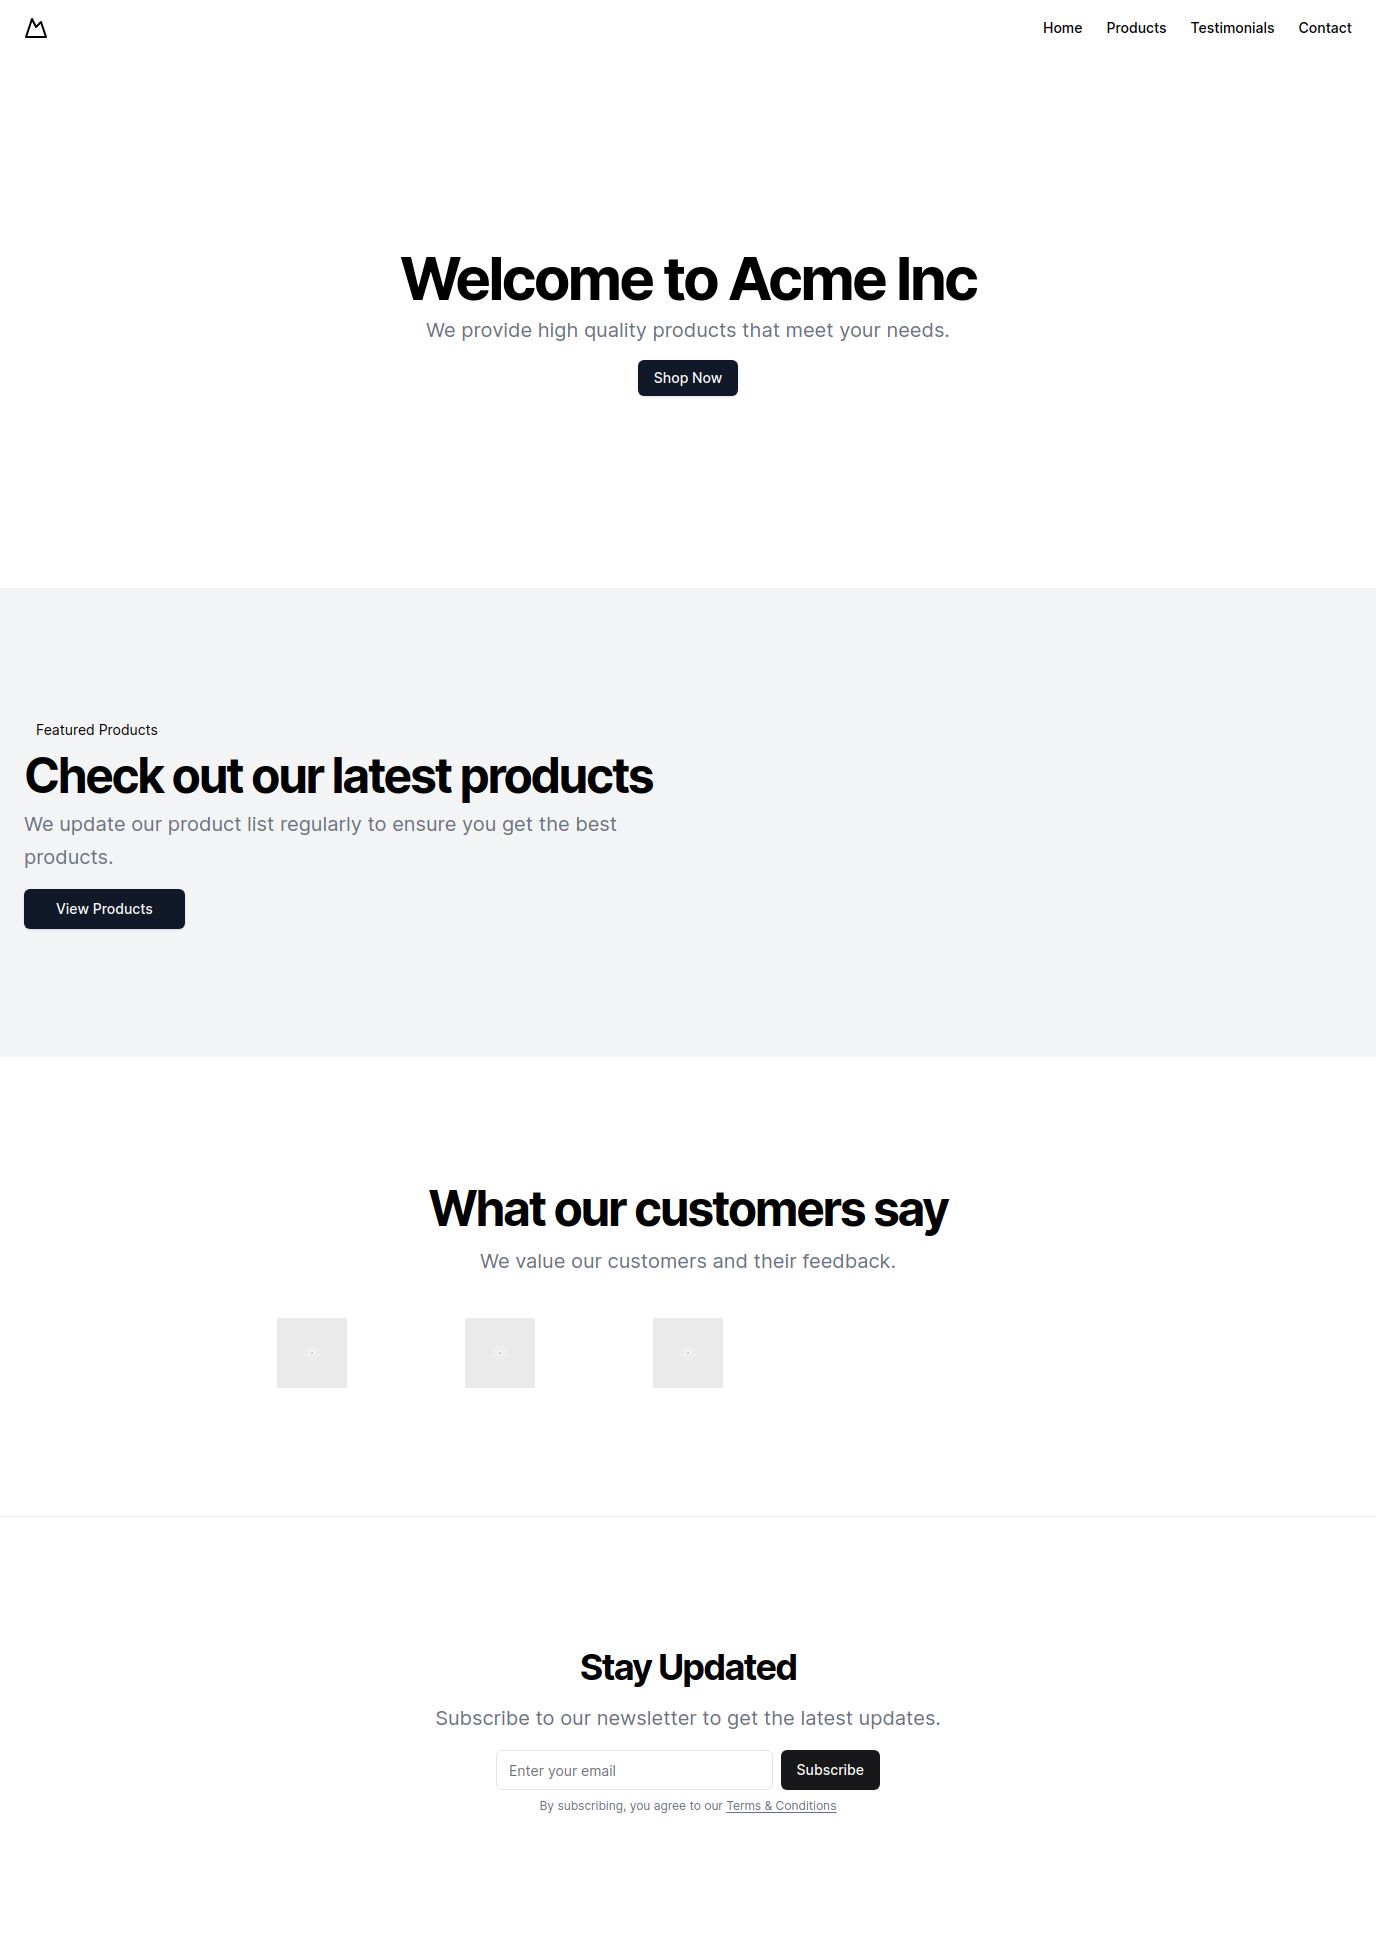 Home Products Testimonials Contact
Welcome to Acme Inc
We provide high quality products that meet your needs.
Shop Now
Featured Products
Check out our latest products
We update our product list regularly to ensure you get the best
products.
View Products
What our customers say
We value our customers and their feedback.
Stay Updated
Subscribe to our newsletter to get the latest updates.
Enter your email Subscribe
By subscribing, you agree to our Terms & Conditions